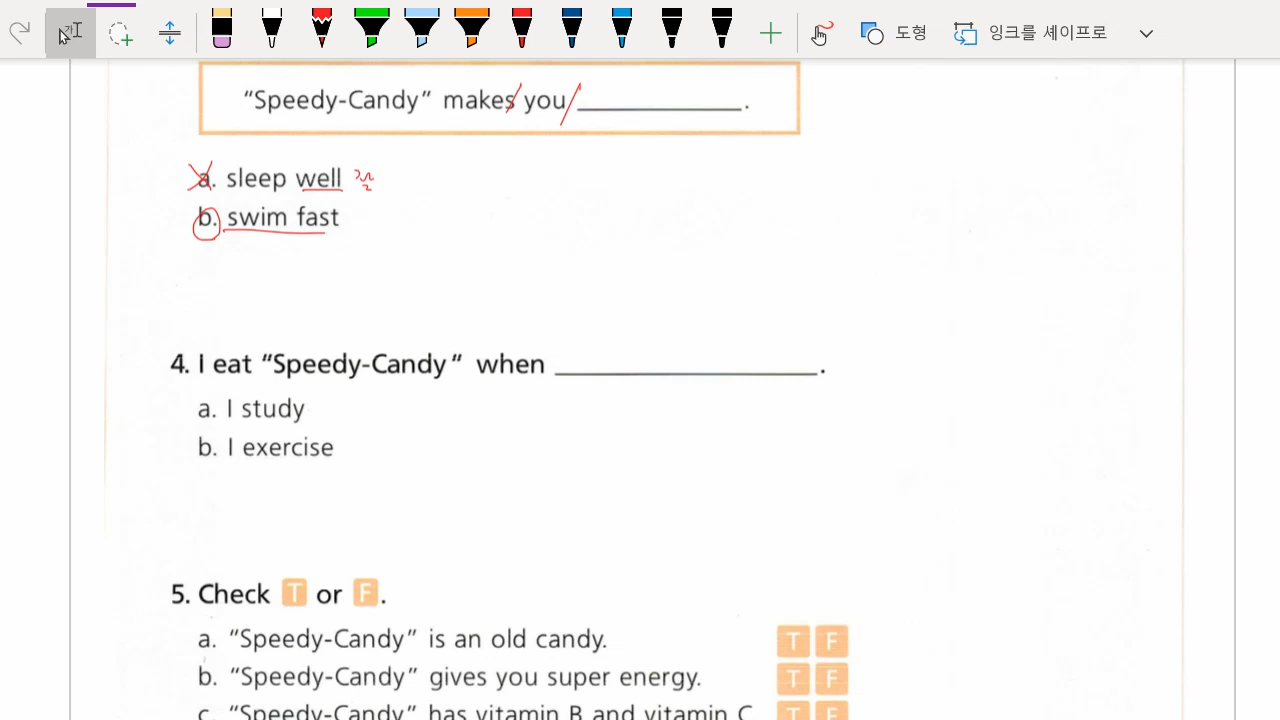 도형
잉크를 셰이프로
“Speedy-Candy” makes you ____________.
a. sleep well 잘
b. swim fast
4. I eat “Speedy-Candy” when ____________________.
a. I study
b. I exercise
5. Check T or F.
a. “Speedy-Candy” is an old candy. T F
b. “Speedy-Candy” gives you super energy. T F
c. “Speedy-Candy” has vitamin B and vitamin C. T F